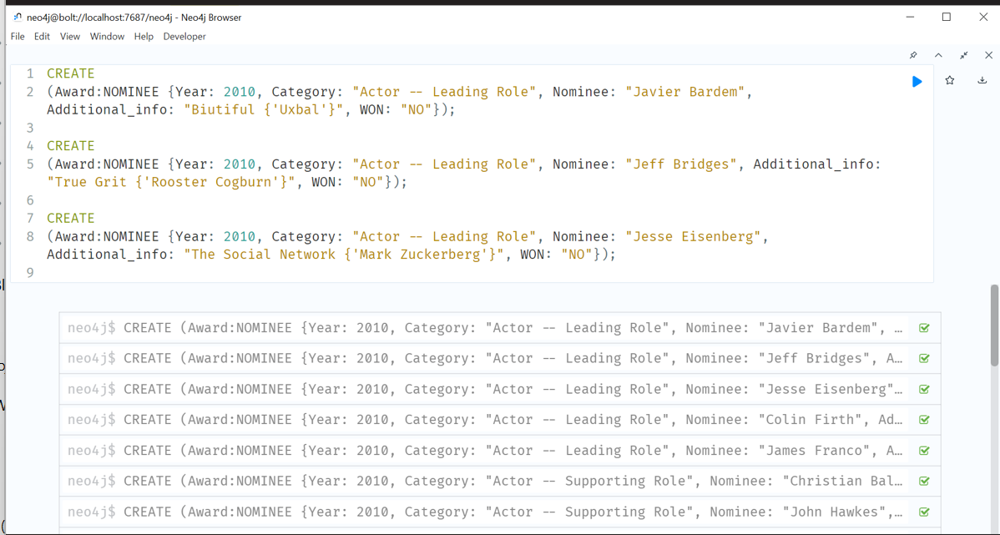 neo4j@bolt://localhost:7687/neo4j - Neo4j Browser
File Edit View Window Help Developer
1 CREATE
2 (Award:NOMINEE {Year: 2010, Category: "Actor -- Leading Role", Nominee: "Javier Bardem",
Additional_info: "Biutiful {'Uxbal'}", WON: "NO"});
3
4 CREATE
5 (Award:NOMINEE {Year: 2010, Category: "Actor -- Leading Role", Nominee: "Jeff Bridges", Additional_info:
"True Grit {'Rooster Cogburn'}", WON: "NO"});
6
7 CREATE
8 (Award:NOMINEE {Year: 2010, Category: "Actor -- Leading Role", Nominee: "Jesse Eisenberg",
Additional_info: "The Social Network {'Mark Zuckerberg'}", WON: "NO"});
9
neo4j$ CREATE (Award:NOMINEE {Year: 2010, Category: "Actor -- Leading Role", Nominee: "Javier Bardem", …
neo4j$ CREATE (Award:NOMINEE {Year: 2010, Category: "Actor -- Leading Role", Nominee: "Jeff Bridges", A…
neo4j$ CREATE (Award:NOMINEE {Year: 2010, Category: "Actor -- Leading Role", Nominee: "Jesse Eisenberg"…
neo4j$ CREATE (Award:NOMINEE {Year: 2010, Category: "Actor -- Leading Role", Nominee: "Colin Firth", Ad…
neo4j$ CREATE (Award:NOMINEE {Year: 2010, Category: "Actor -- Leading Role", Nominee: "James Franco", A…
neo4j$ CREATE (Award:NOMINEE {Year: 2010, Category: "Actor -- Supporting Role", Nominee: "Christian Bal…
neo4j$ CREATE (Award:NOMINEE {Year: 2010, Category: "Actor -- Supporting Role", Nominee: "John Hawkes",…